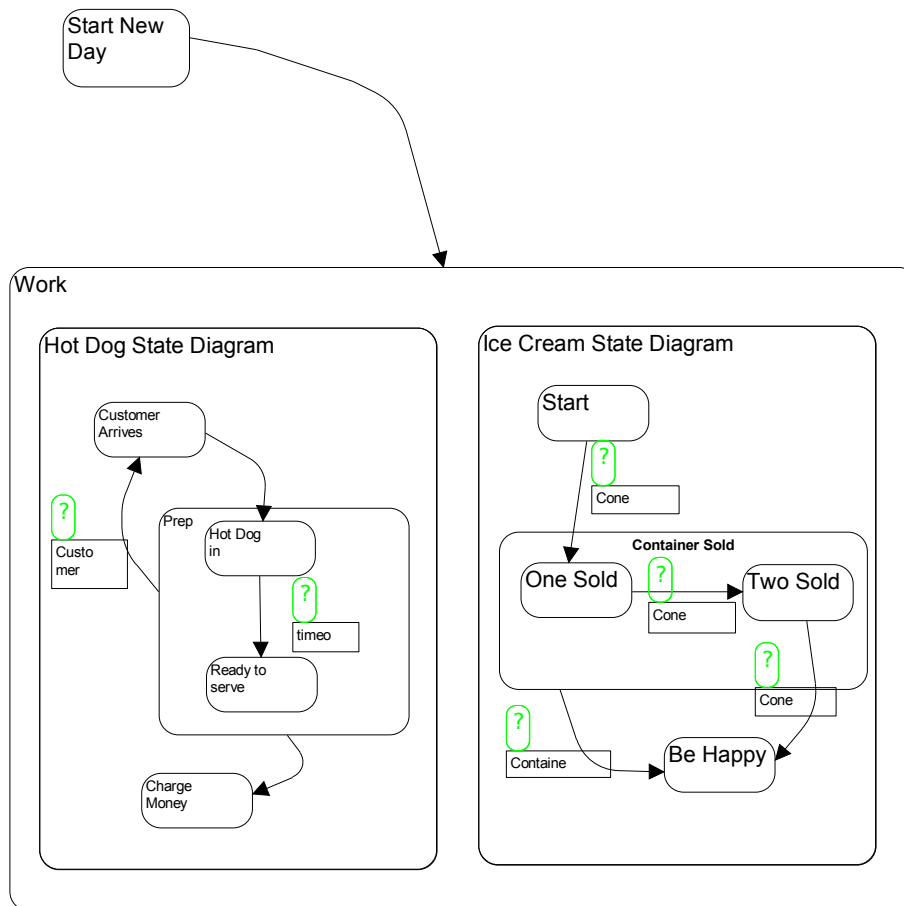 Start New
Day
Work
Hot Dog State Diagram
Customer
Arrives
?
Custo
mer
Prep
Hot Dog
in
?
timeo
Ready to
serve
Charge
Money
Ice Cream State Diagram
Start
?
Cone
Container Sold
One Sold
?
Cone
Two Sold
?
Cone
?
Containe
Be Happy